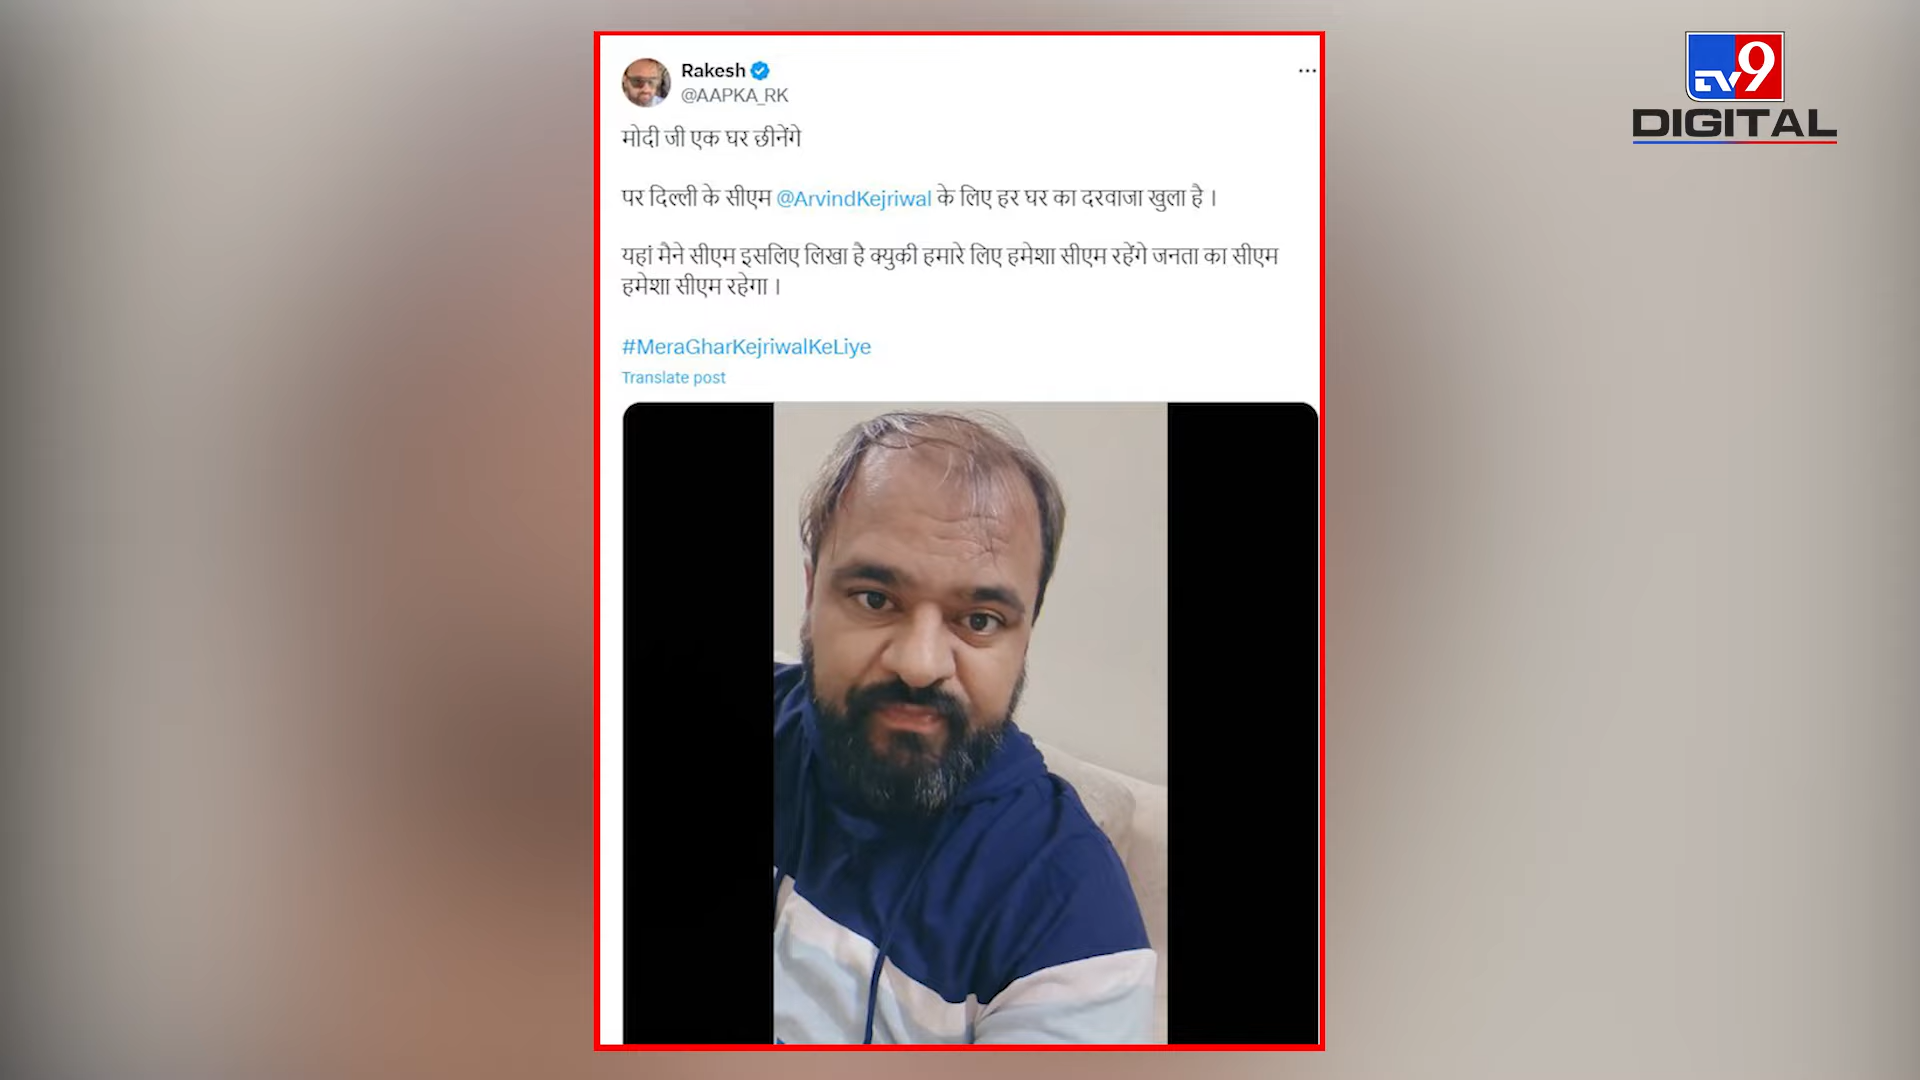 Rakesh
@AAPKA_RK
मोदी जी एक घर छीनेंगे
पर दिल्ली के सीएम @ArvindKejriwal के लिए हर घर का दरवाजा खुला है ।
यहां मैने सीएम इसलिए लिखा है क्युकी हमारे लिए हमेशा सीएम रहेंगे जनता का सीएम
हमेशा सीएम रहेगा ।
#MeraGharKejriwalKeLiye
Translate post
TV9
DIGITAL